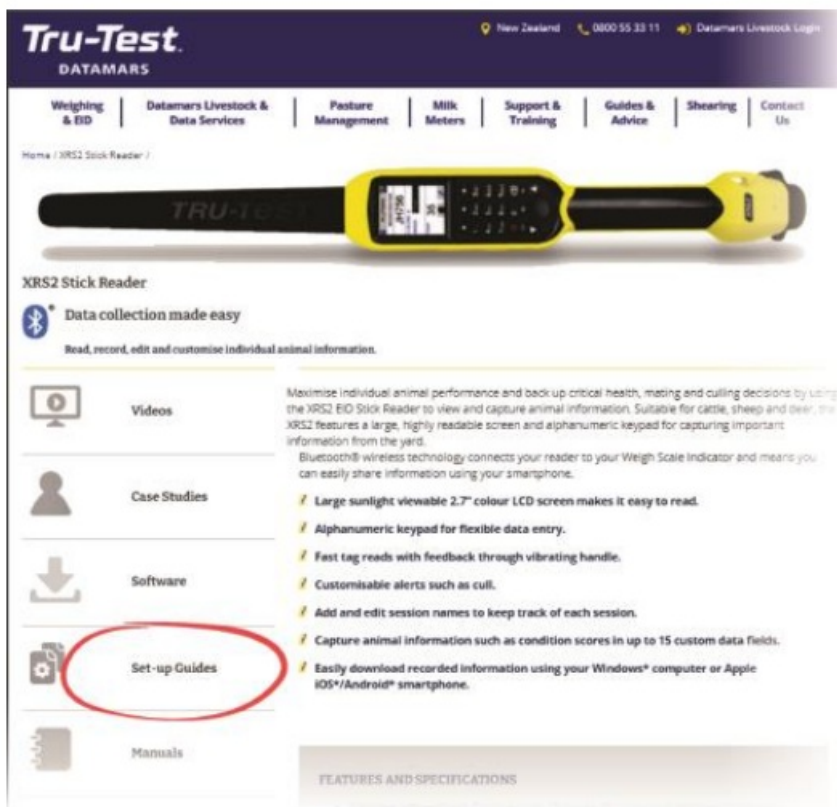 Tru-Test
DATAMARS
New Zealand
0800 55 33 11
Datamars Livestock Login
Weighing
& EID
Datamars Livestock &
Data Services
Pasture
Management
Milk
Meters
Support &
Training
Guides &
Advice
Shearing
Contact
Us
Home / XRS2 Stick Reader /
TRU-TEST
XRS2 Stick Reader
Data collection made easy
Read, record, edit and customise individual animal information.
Videos
Case Studies
Software
Set-up Guides
Manuals
Maximise individual animal performance and back up critical health, mating and culling decisions by using
the XRS2 EID Stick Reader to view and capture animal information. Suitable for cattle, sheep and deer, the
XRS2 features a large, highly readable screen and alphanumeric keypad for capturing important
information from the yard.
Bluetooth® wireless technology connects your reader to your Weigh Scale Indicator and means you
can easily share information using your smartphone.
Large sunlight viewable 2.7" colour LCD screen makes it easy to read.
Alphanumeric keypad for flexible data entry.
Fast tag reads with feedback through vibrating handle.
Customisable alerts such as cull.
Add and edit session names to keep track of each session.
Capture animal information such as condition scores in up to 15 custom data fields.
Easily download recorded information using your Windows* computer or Apple
iOS*/Android* smartphone.
FEATURES AND SPECIFICATIONS